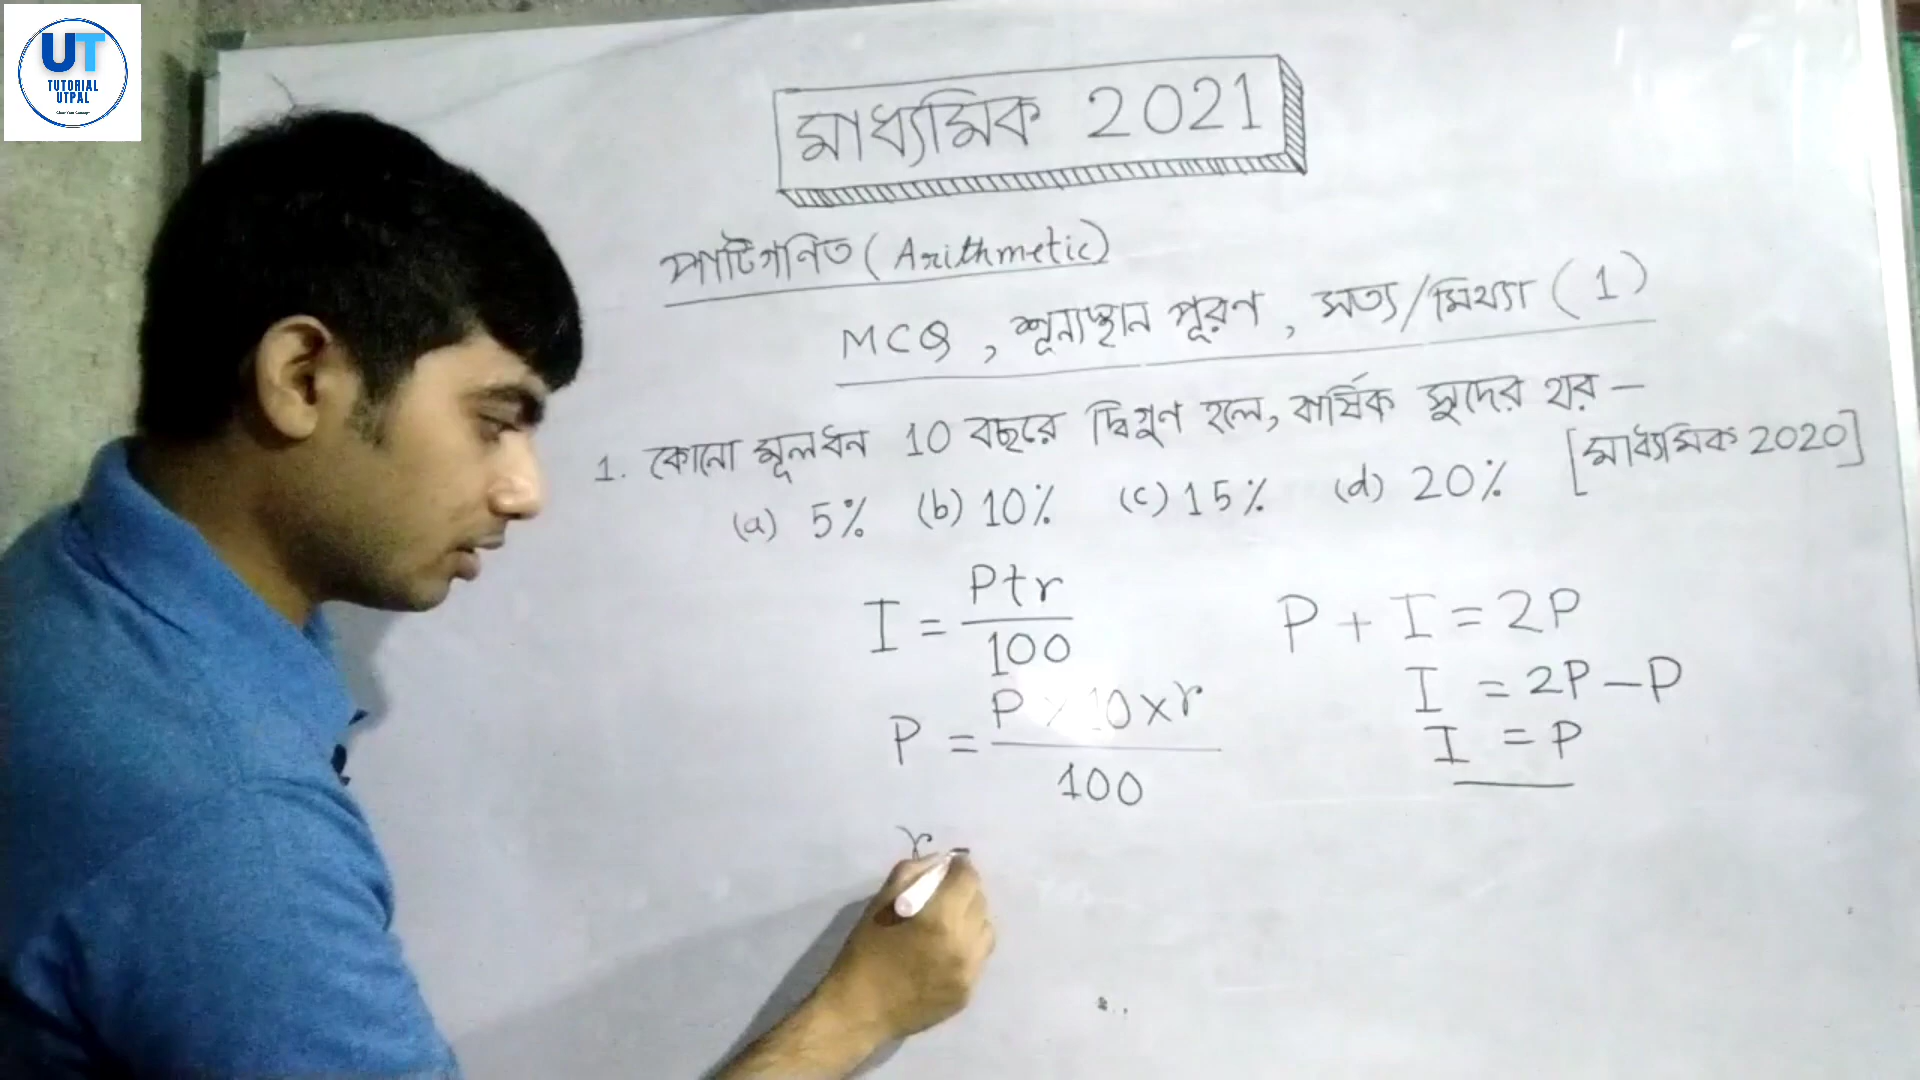 UT
TUTORIAL
UTPAL
মাধ্যমিক 2021
পাটিগনিত (Arithmetic)
MCQ, শূন্যস্থান পূরণ, সত্য/মিথ্যা (1)
1. কোনো মূলধন 10 বছরে দ্বিগুণ হলে, বার্ষিক সুদের হার –
[মাধ্যমিক 2020]
(a) 5% (b) 10% (c) 15% (d) 20%
I = Ptr/100
P = P × 10 × r/100
r
P + I = 2P
I = 2P – P
I = P